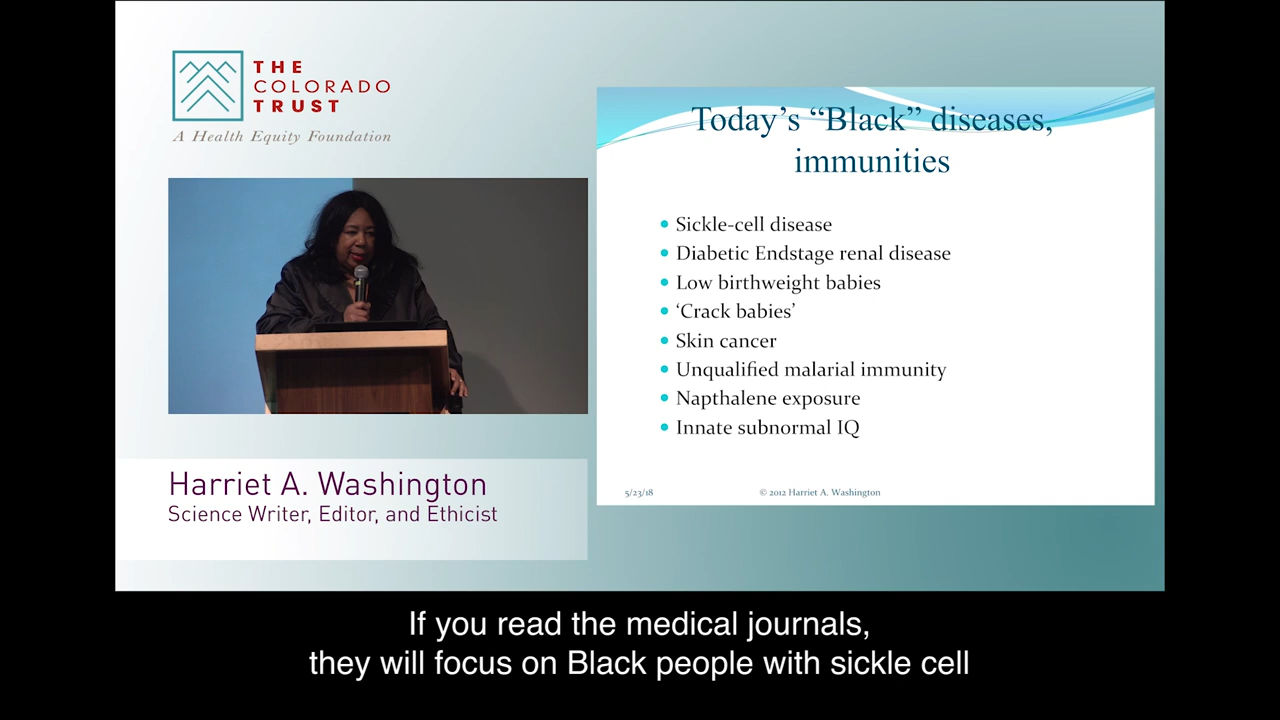 THE
COLORADO
TRUST
A Health Equity Foundation
Today's “Black” diseases,
immunities
Sickle-cell disease
Diabetic Endstage renal disease
Low birthweight babies
‘Crack babies’
Skin cancer
Unqualified malarial immunity
Napthalene exposure
Innate subnormal IQ
5/23/18
© 2012 Harriet A. Washington
Harriet A. Washington
Science Writer, Editor, and Ethicist
If you read the medical journals,
they will focus on Black people with sickle cell